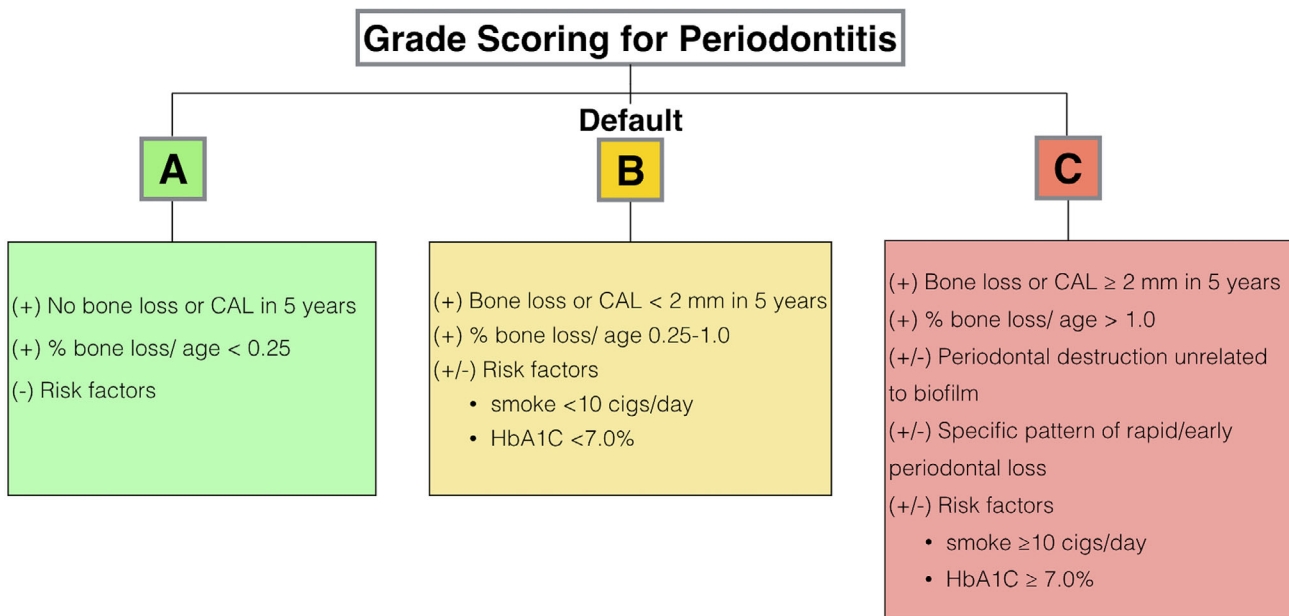 Grade Scoring for Periodontitis
Default
A
B
C
(+) No bone loss or CAL in 5 years
(+) % bone loss/ age < 0.25
(-) Risk factors
(+) Bone loss or CAL < 2 mm in 5 years
(+) % bone loss/ age 0.25-1.0
(+/-) Risk factors
• smoke <10 cigs/day
• HbA1C <7.0%
(+) Bone loss or CAL ≥ 2 mm in 5 years
(+) % bone loss/ age > 1.0
(+/-) Periodontal destruction unrelated
to biofilm
(+/-) Specific pattern of rapid/early
periodontal loss
(+/-) Risk factors
• smoke ≥10 cigs/day
• HbA1C ≥ 7.0%